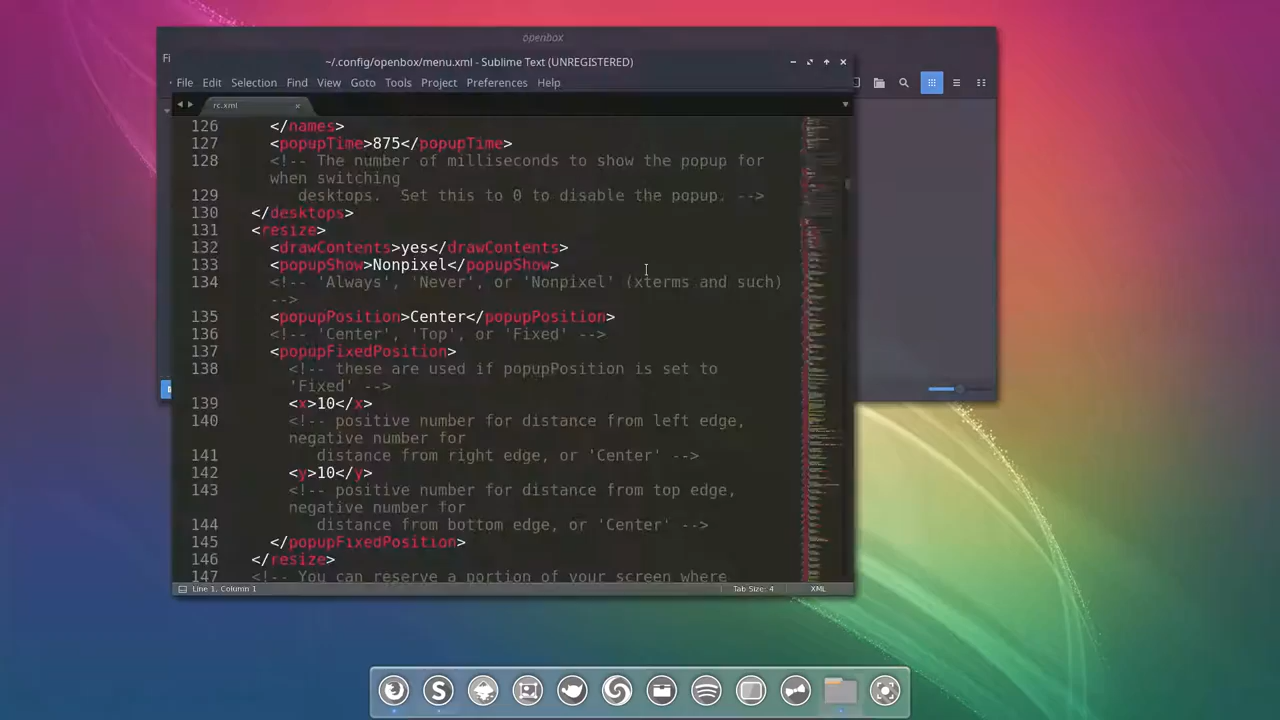 openbox
Fi
~/.config/openbox/menu.xml - Sublime Text (UNREGISTERED)
File Edit Selection Find View Goto Tools Project Preferences Help
rc.xml
126 </names>
127 <popupTime>875</popupTime>
128 <!-- The number of milliseconds to show the popup for
when switching
129 desktops. Set this to 0 to disable the popup. -->
130 </desktops>
131 <resize>
132 <drawContents>yes</drawContents>
133 <popupShow>Nonpixel</popupShow>
134 <!-- 'Always', 'Never', or 'Nonpixel' (xterms and such)
-->
135 <popupPosition>Center</popupPosition>
136 <!-- 'Center', 'Top', or 'Fixed' -->
137 <popupFixedPosition>
138 <!-- these are used if popupPosition is set to
'Fixed' -->
139 <x>10</x>
140 <!-- positive number for distance from left edge,
negative number for
141 distance from right edge, or 'Center' -->
142 <y>10</y>
143 <!-- positive number for distance from top edge,
negative number for
144 distance from bottom edge, or 'Center' -->
145 </popupFixedPosition>
146 </resize>
147 <!-- You can reserve a portion of your screen where
Line 1, Column 1 Tab Size: 4 XML